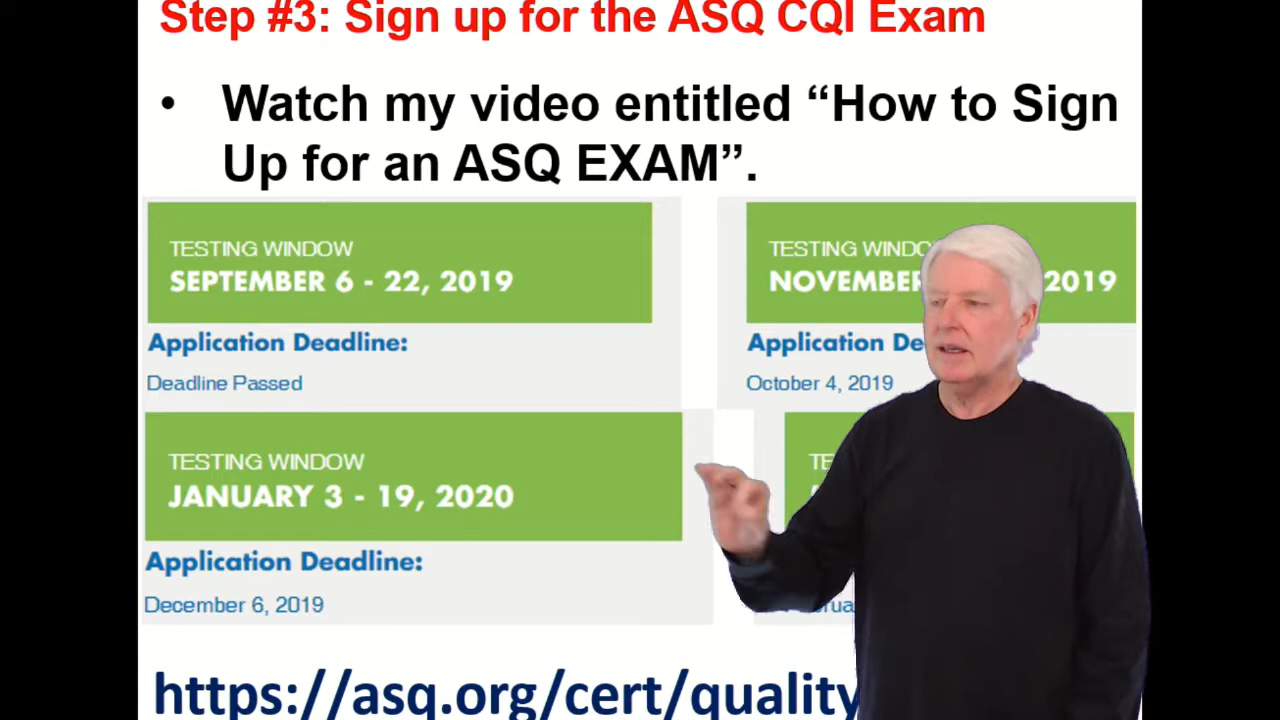 Step #3: Sign up for the ASQ CQI Exam
• Watch my video entitled “How to Sign
Up for an ASQ EXAM”.
TESTING WINDOW
SEPTEMBER 6 - 22, 2019
Application Deadline:
Deadline Passed
TESTING WINDOW
NOVEMBER 2019
Application
October 4, 2019
TESTING WINDOW
JANUARY 3 - 19, 2020
Application Deadline:
December 6, 2019
https://asq.org/cert/quality